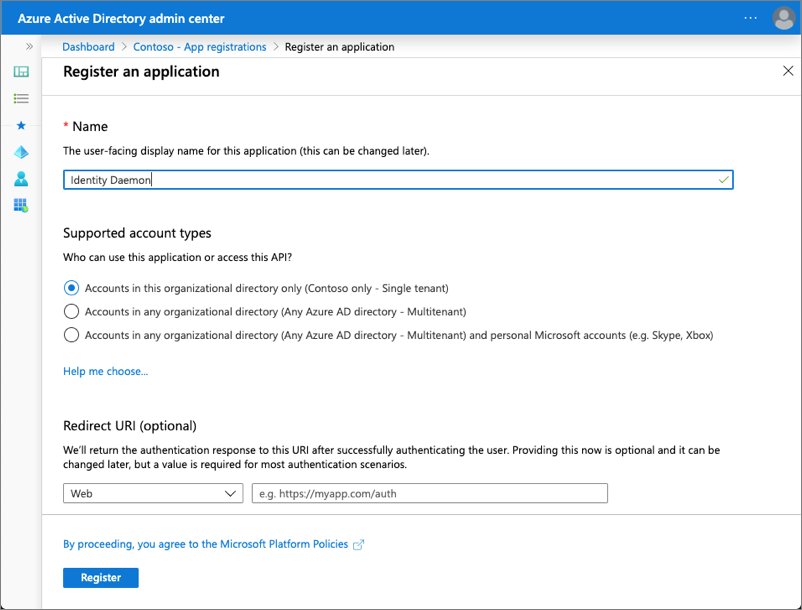 Azure Active Directory admin center
Dashboard > Contoso - App registrations > Register an application
Register an application
* Name
The user-facing display name for this application (this can be changed later).
Identity Daemon
Supported account types
Who can use this application or access this API?
Accounts in this organizational directory only (Contoso only - Single tenant)
Accounts in any organizational directory (Any Azure AD directory - Multitenant)
Accounts in any organizational directory (Any Azure AD directory - Multitenant) and personal Microsoft accounts (e.g. Skype, Xbox)
Help me choose...
Redirect URI (optional)
We'll return the authentication response to this URI after successfully authenticating the user. Providing this now is optional and it can be
changed later, but a value is required for most authentication scenarios.
Web
e.g. https://myapp.com/auth
By proceeding, you agree to the Microsoft Platform Policies
Register